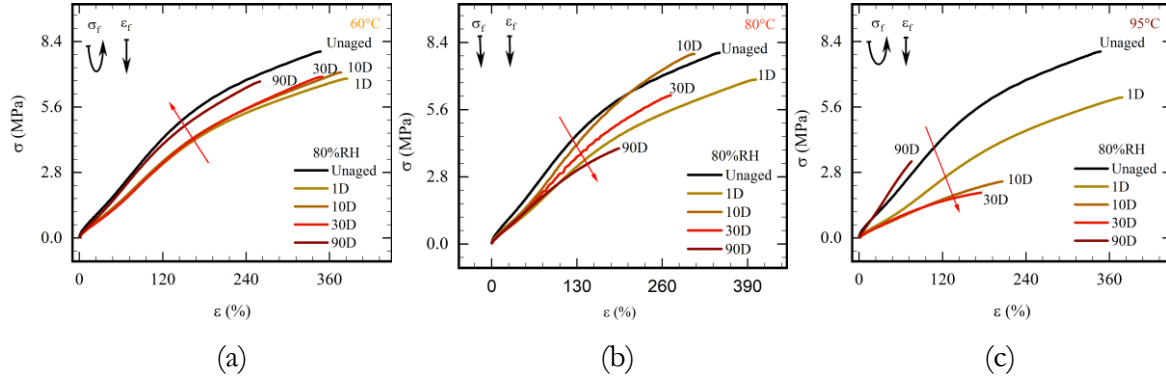 σf εf 60°C
8.4
5.6
2.8
0.0
σ (MPa)
Unaged
30D
10D
90D
1D
80%RH
Unaged
1D
10D
30D
90D
0 120 240 360
ε (%)
(a)
σf εf 80°C
8.4
5.6
2.8
0.0
σ (MPa)
10D
Unaged
1D
30D
90D
80%RH
Unaged
1D
10D
30D
90D
0 130 260 390
ε (%)
(b)
σf εf 95°C
8.4
5.6
2.8
0.0
σ (MPa)
Unaged
1D
90D
10D
30D
80%RH
Unaged
1D
10D
30D
90D
0 120 240 360
ε (%)
(c)